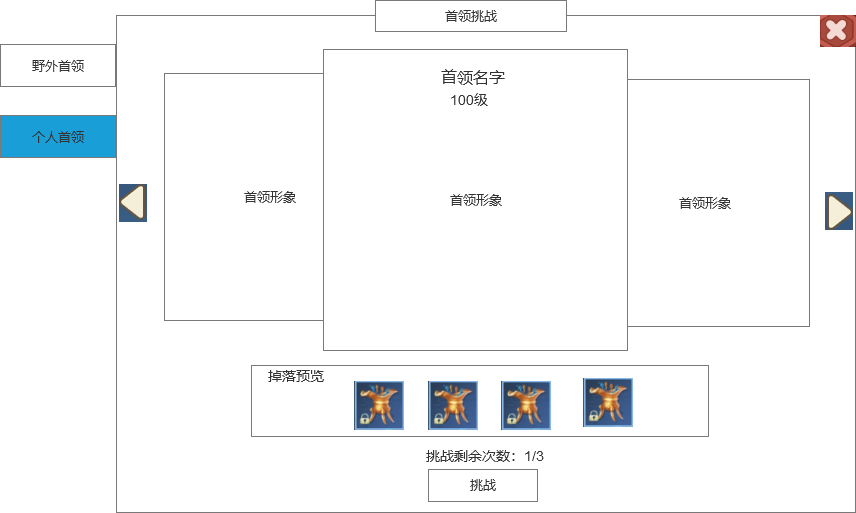 首领挑战
野外首领
个人首领
首领名字
100级
首领形象
首领形象
首领形象
掉落预览
挑战剩余次数：1/3
挑战